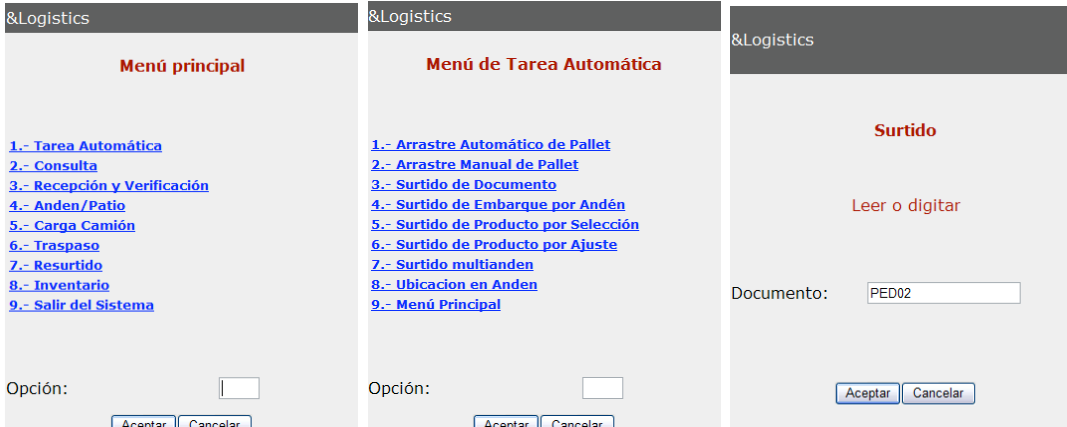 &Logistics
Menú principal
1.- Tarea Automática
2.- Consulta
3.- Recepción y Verificación
4.- Anden/Patio
5.- Carga Camión
6.- Traspaso
7.- Resurtido
8.- Inventario
9.- Salir del Sistema
Opción:
Aceptar Cancelar
&Logistics
Menú de Tarea Automática
1.- Arrastre Automático de Pallet
2.- Arrastre Manual de Pallet
3.- Surtido de Documento
4.- Surtido de Embarque por Andén
5.- Surtido de Producto por Selección
6.- Surtido de Producto por Ajuste
7.- Surtido multianden
8.- Ubicacion en Anden
9.- Menú Principal
Opción:
Aceptar Cancelar
&Logistics
Surtido
Leer o digitar
Documento: PED02
Aceptar Cancelar